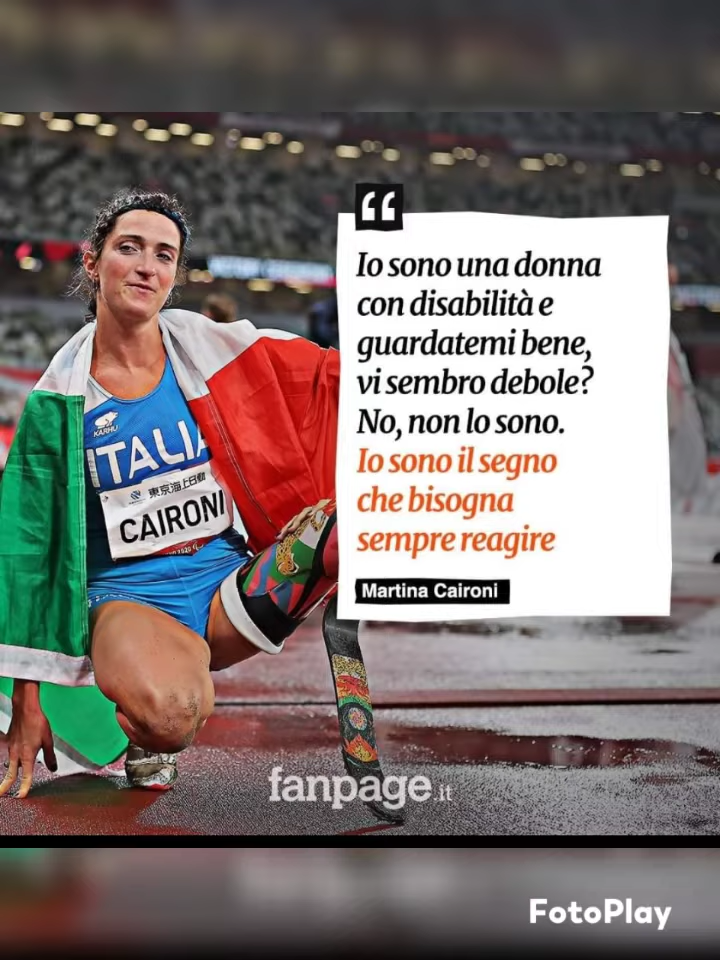 Io sono una donna
con disabilità e
guardatemi bene,
vi sembro debole?
No, non lo sono.
Io sono il segno
che bisogna
sempre reagire
Martina Caironi
KARHU
ITALIA
東京海上日動
CAIRONI
fanpage.it
FotoPlay